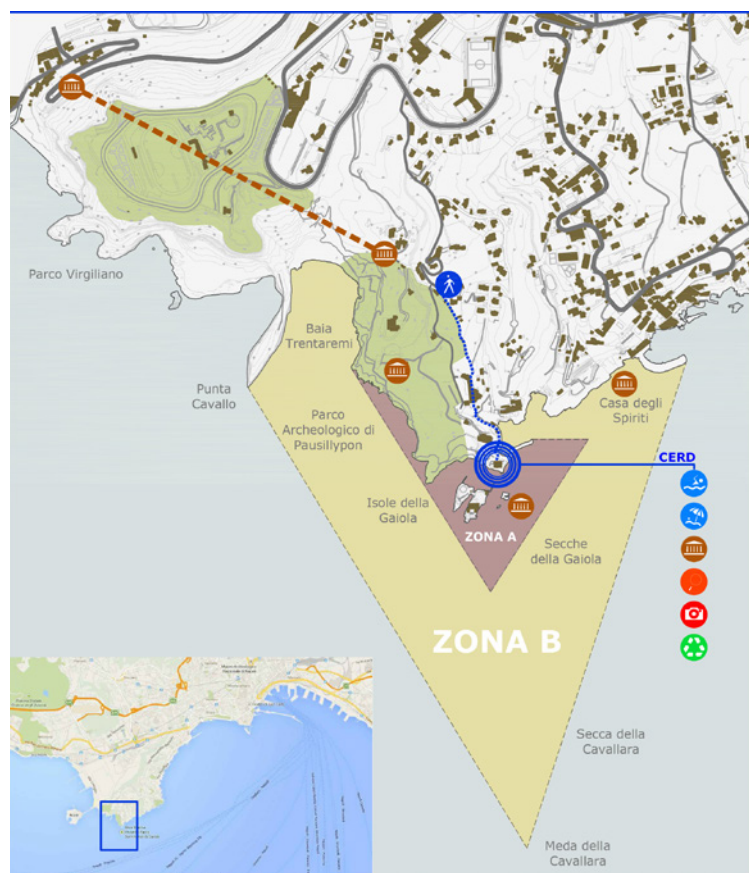 Parco Virgiliano
Baia
Trentaremi
Punta
Cavallo
Parco
Archeologico di
Pausillypon
Casa degli
Spiriti
CERD
Isole della
Gaiola
ZONA A
Secche
della Gaiola
ZONA B
Secca della
Cavallara
Meda della
Cavallara